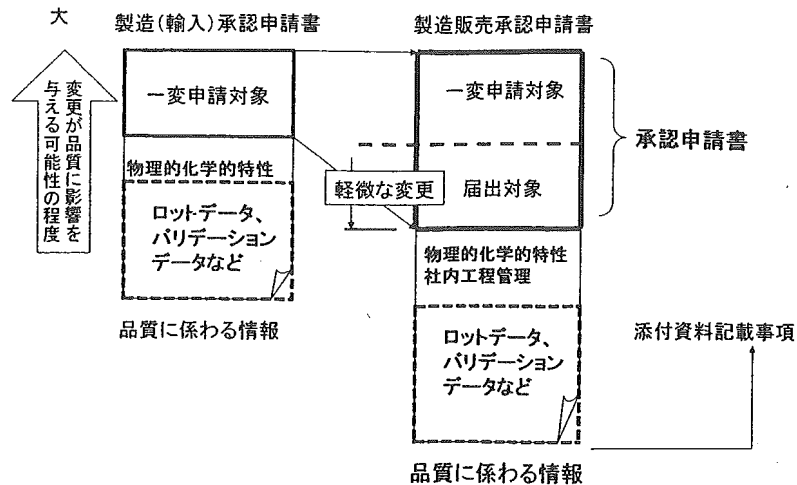 大
変更が品質に影響を
与える可能性の程度
製造(輸入)承認申請書
一変申請対象
物理的化学的特性
ロットデータ、
バリデーション
データなど
品質に係わる情報
軽微な変更
製造販売承認申請書
一変申請対象
届出対象
承認申請書
物理的化学的特性
社内工程管理
ロットデータ、
バリデーション
データなど
品質に係わる情報
添付資料記載事項